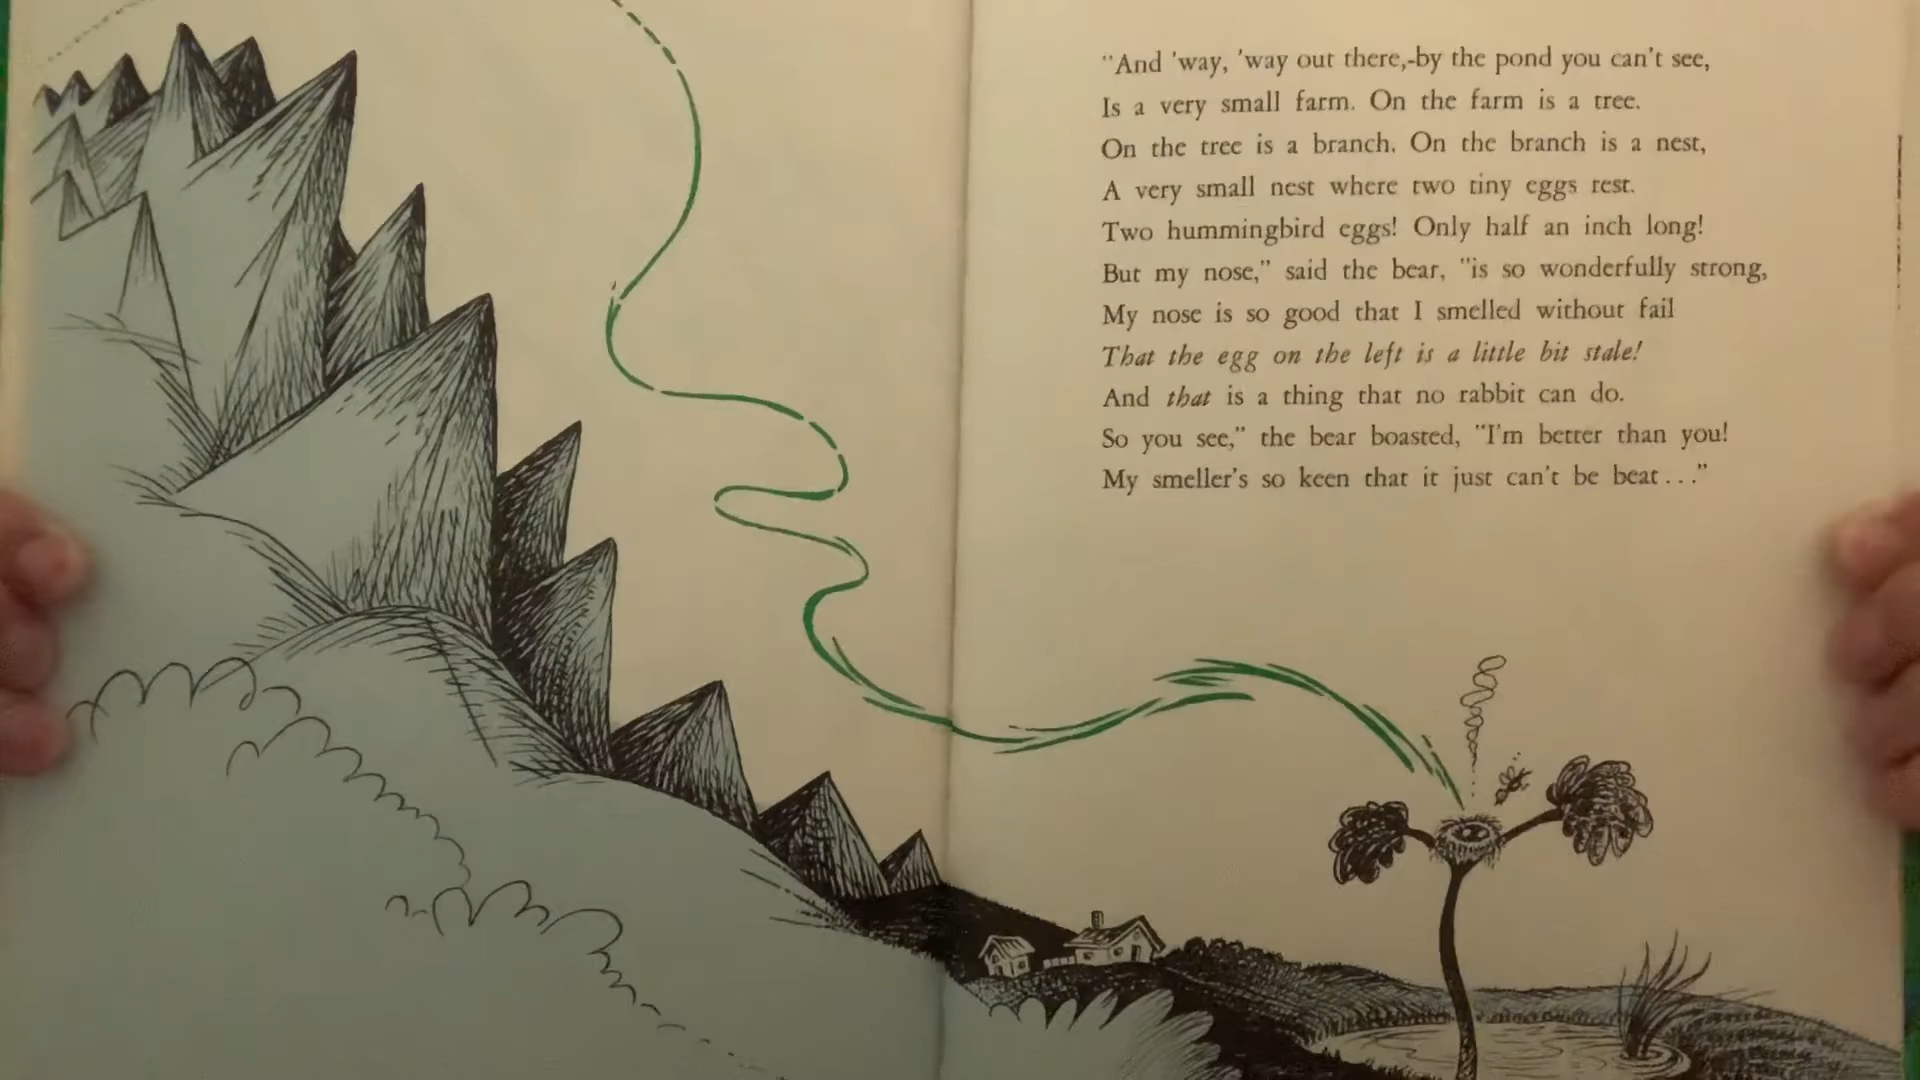 "And 'way, 'way out there,-by the pond you can't see,
Is a very small farm. On the farm is a tree.
On the tree is a branch. On the branch is a nest,
A very small nest where two tiny eggs rest.
Two hummingbird eggs! Only half an inch long!
But my nose," said the bear, "is so wonderfully strong,
My nose is so good that I smelled without fail
That the egg on the left is a little bit stale!
And that is a thing that no rabbit can do.
So you see," the bear boasted, "I'm better than you!
My smeller's so keen that it just can't be beat..."